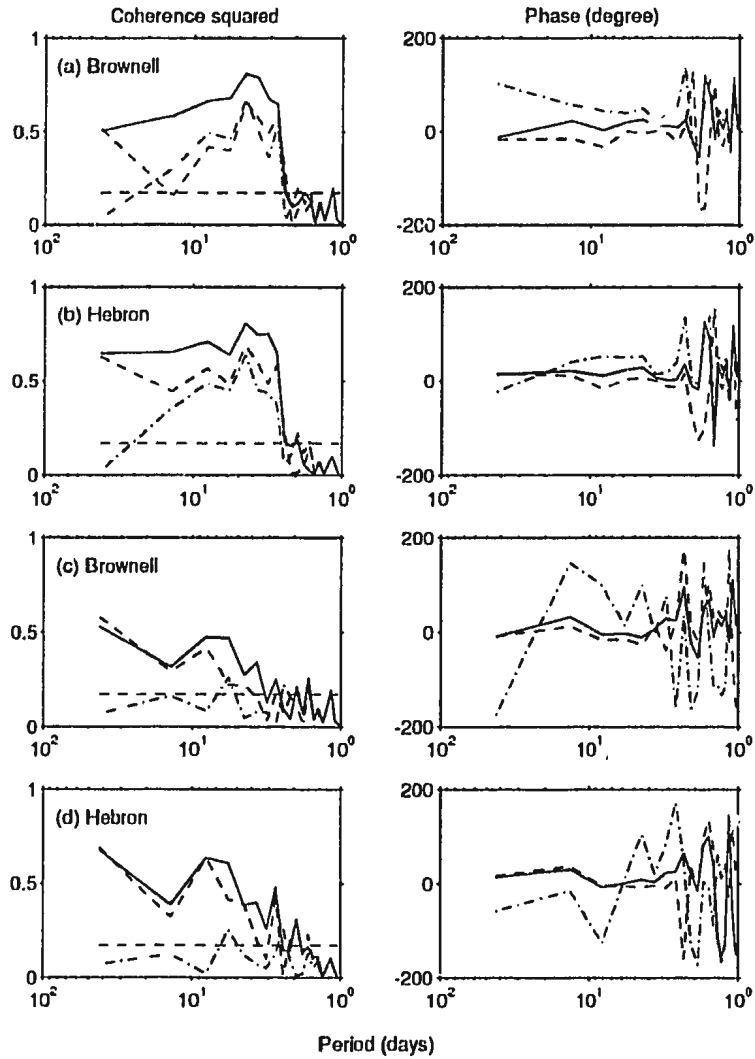 Coherence squared Phase (degree)
1 200
(a) Brownell
0.5 0
0 -200
10² 10¹ 10⁰ 10² 10¹ 10⁰
1 200
(b) Hebron
0.5 0
0 -200
10² 10¹ 10⁰ 10² 10¹ 10⁰
1 200
(c) Brownell
0.5 0
0 -200
10² 10¹ 10⁰ 10² 10¹ 10⁰
1 200
(d) Hebron
0.5 0
0 -200
10² 10¹ 10⁰ 10² 10¹ 10⁰
Period (days)